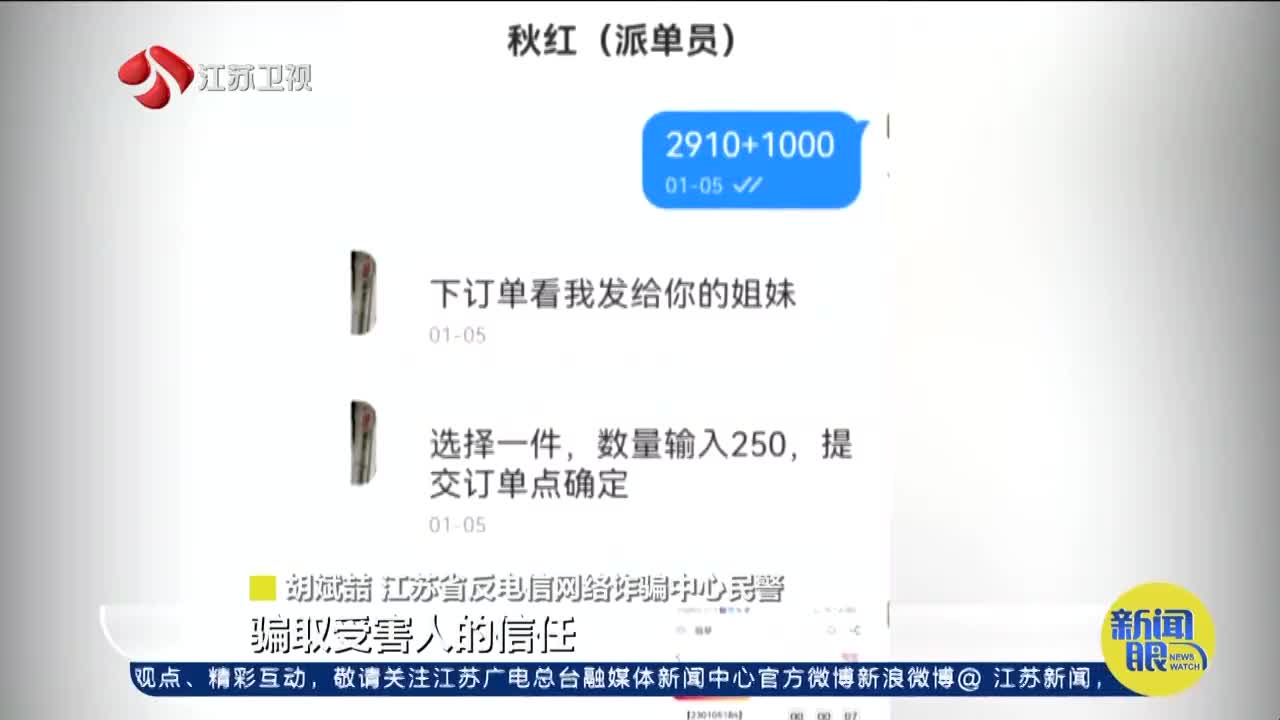 秋红（派单员）
江苏卫视
2910+1000
01-05
下订单看我发给你的姐妹
01-05
选择一件，数量输入250，提
交订单点确定
01-05
胡斌喆 江苏省反电信网络诈骗中心民警
骗取受害人的信任
新闻
眼
NEWS
WATCH
观点、精彩互动，敬请关注江苏广电总台融媒体新闻中心官方微博新浪微博@ 江苏新闻，
00 00 07